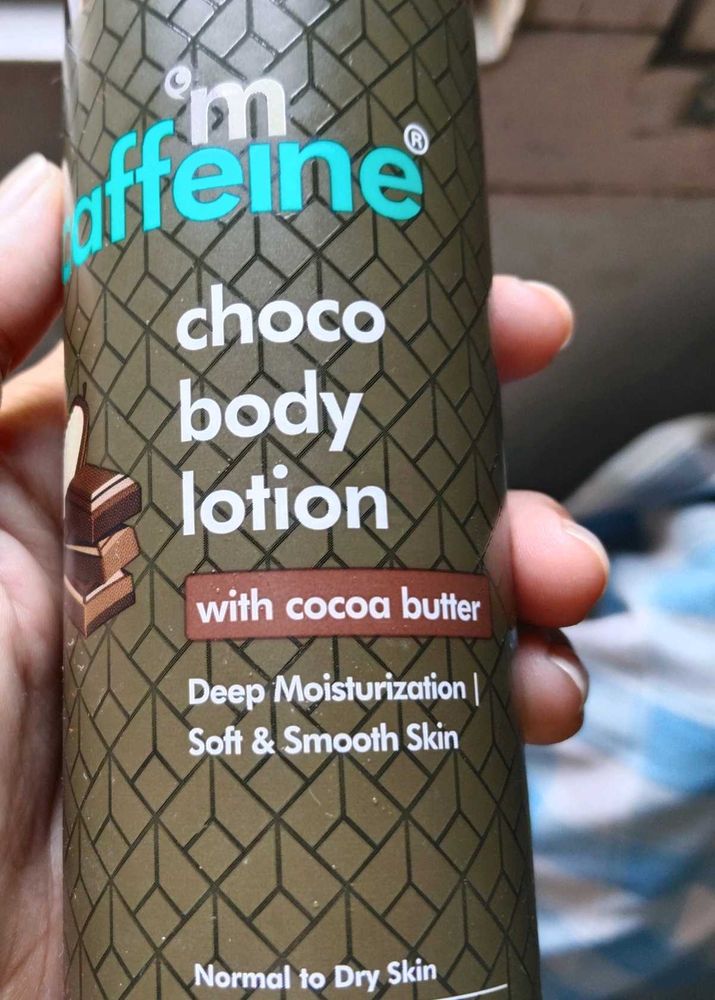 'm
caffeine®
choco
body
lotion
with cocoa butter
Deep Moisturization |
Soft & Smooth Skin
Normal to Dry Skin